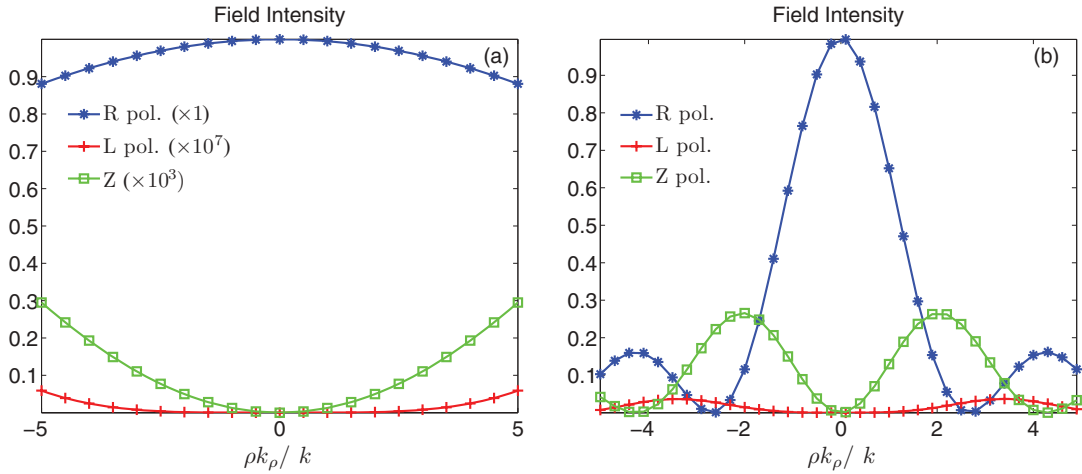 Field Intensity
(a)
0.9
0.8
0.7
0.6
0.5
0.4
0.3
0.2
0.1
R pol. (×1)
L pol. (×10⁷)
Z (×10³)
−5
0
5
ρk_ρ/ k
Field Intensity
(b)
0.9
0.8
0.7
0.6
0.5
0.4
0.3
0.2
0.1
R pol.
L pol.
Z pol.
−4
−2
0
2
4
ρk_ρ/ k